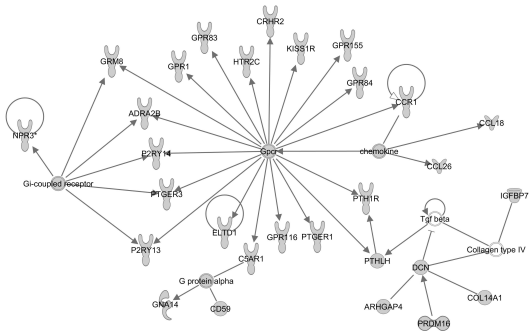 CRHR2
GPR83
KISS1R
GPR155
GRM8
GPR1
HTR2C
GPR84
CCR1
ADRA2B
CCL18
NPR3*
P2RY14
Gpcr
chemokine
CCL26
Gi-coupled receptor
PTGER3
PTH1R
IGFBP7
Tgf beta
ELTD1
GPR116
PTGER1
P2RY13
C5AR1
PTHLH
Collagen type IV
DCN
G protein alpha
GNA14
CD59
ARHGAP4
COL14A1
PRDM16